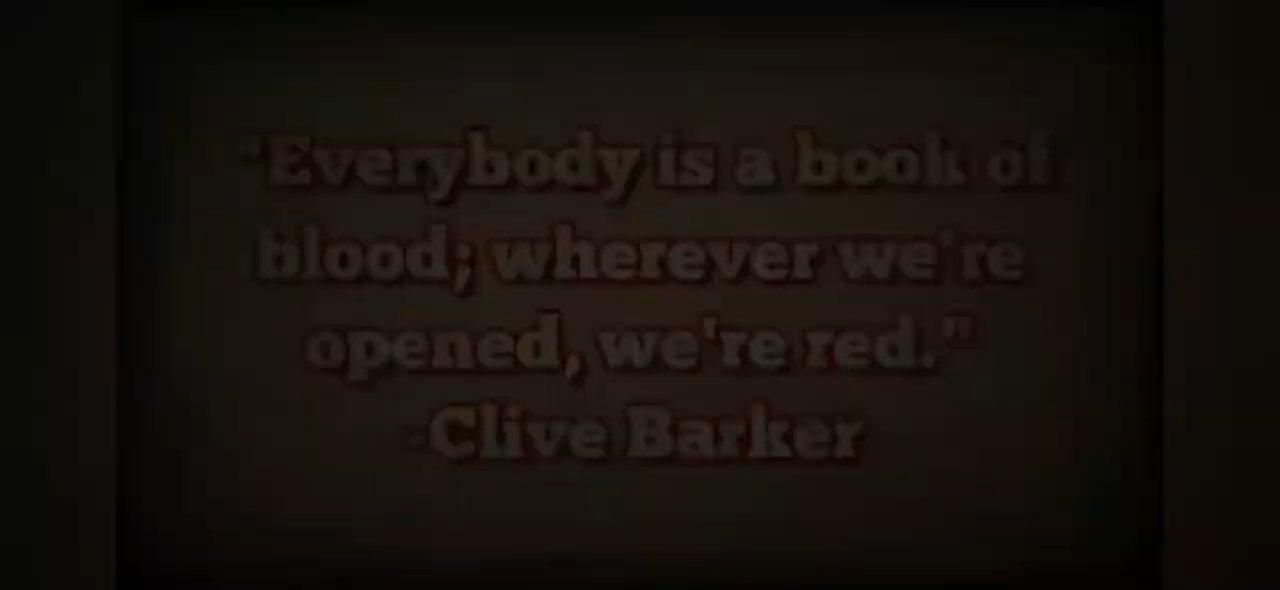 "Everybody is a book of
blood; wherever we're
opened, we're red."
-Clive Barker